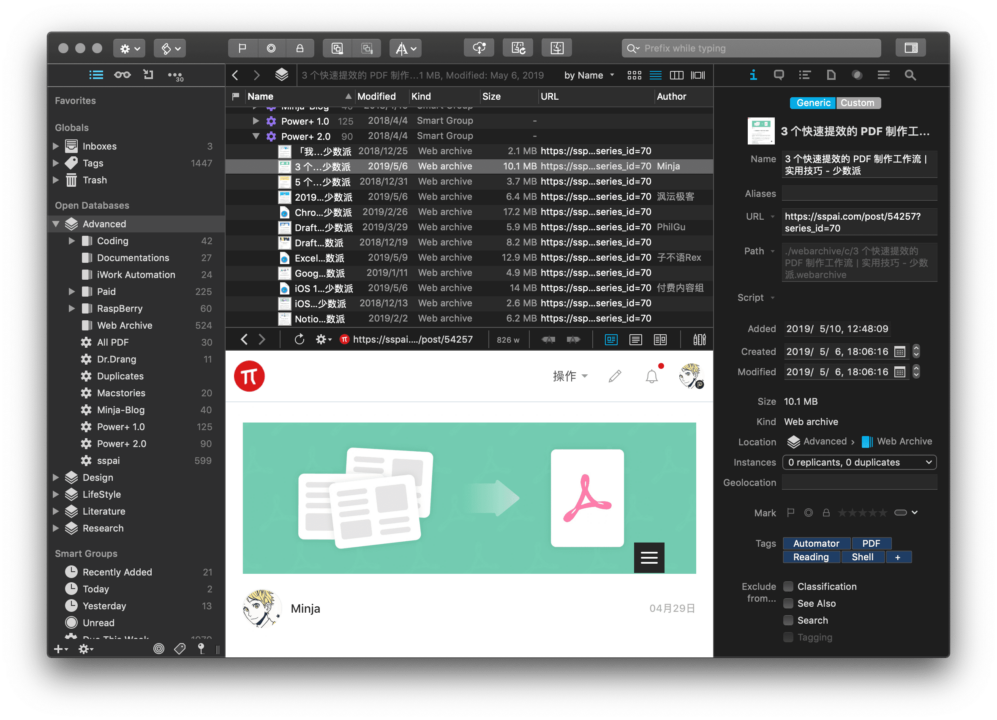 Prefix while typing
30
3 个快速提效的 PDF 制作...1 MB, Modified: May 6, 2019
by Name
Favorites
Globals
Inboxes 3
Tags 1447
Trash
Open Databases
Advanced
Coding 42
Documentations 27
iWork Automation 24
Paid 225
RaspBerry 60
Web Archive 524
All PDF 30
Dr.Drang 11
Duplicates
Macstories 20
Minja-Blog 40
Power+ 1.0 125
Power+ 2.0 90
sspai 599
Design
LifeStyle
Literature
Research
Smart Groups
Recently Added 21
Today 2
Yesterday 13
Unread
Due This Week
Name Modified Kind Size URL Author
Minja-Blog Smart Group
Power+ 1.0 125 2018/4/4 Smart Group -
Power+ 2.0 90 2018/4/4 Smart Group -
「我...少数派 2018/12/25 Web archive 2.1 MB https://ssp...series_id=70
3 个...少数派 2019/5/6 Web archive 10.1 MB https://ssp...series_id=70 Minja
5 个...少数派 2018/12/31 Web archive 3.7 MB https://ssp...series_id=70
2019...少数派 2019/5/6 Web archive 6.4 MB https://ssp...series_id=70 沨沄极客
Chro...少数派 2019/2/26 Web archive 17.2 MB https://ssp...series_id=70
Draft...少数派 2019/3/29 Web archive 5.9 MB https://ssp...series_id=70 PhilGu
Draft...数派 2018/12/19 Web archive 8.2 MB https://ssp...series_id=70
Excel...数派 2019/5/9 Web archive 12.9 MB https://ssp...series_id=70 子不语Rex
Goog...少数派 2019/1/11 Web archive 4.9 MB https://ssp...series_id=70
iOS 1...少数派 2019/5/6 Web archive 14 MB https://ssp...series_id=70 付费内容组
iOS...少数派 2018/12/13 Web archive 2.6 MB https://ssp...series_id=70
Notio...数派 2019/2/2 Web archive 6.2 MB https://ssp...series_id=70
https://sspai..../post/54257 826 w
操作
Minja 04月29日
Generic Custom
3 个快速提效的 PDF 制作工...
Name 3 个快速提效的 PDF 制作工作流 |
实用技巧 - 少数派
Aliases
URL https://sspai.com/post/54257?
series_id=70
Path ./webarchive/c/3 个快速提效的
PDF 制作工作流 | 实用技巧 - 少数
派.webarchive
Script
Added 2019/ 5/10, 12:48:09
Created 2019/ 5/ 6, 18:06:16
Modified 2019/ 5/ 6, 18:06:16
Size 10.1 MB
Kind Web archive
Location Advanced › Web Archive
Instances 0 replicants, 0 duplicates
Geolocation
Mark
Tags Automator PDF
Reading Shell +
Exclude
from...
Classification
See Also
Search
Tagging